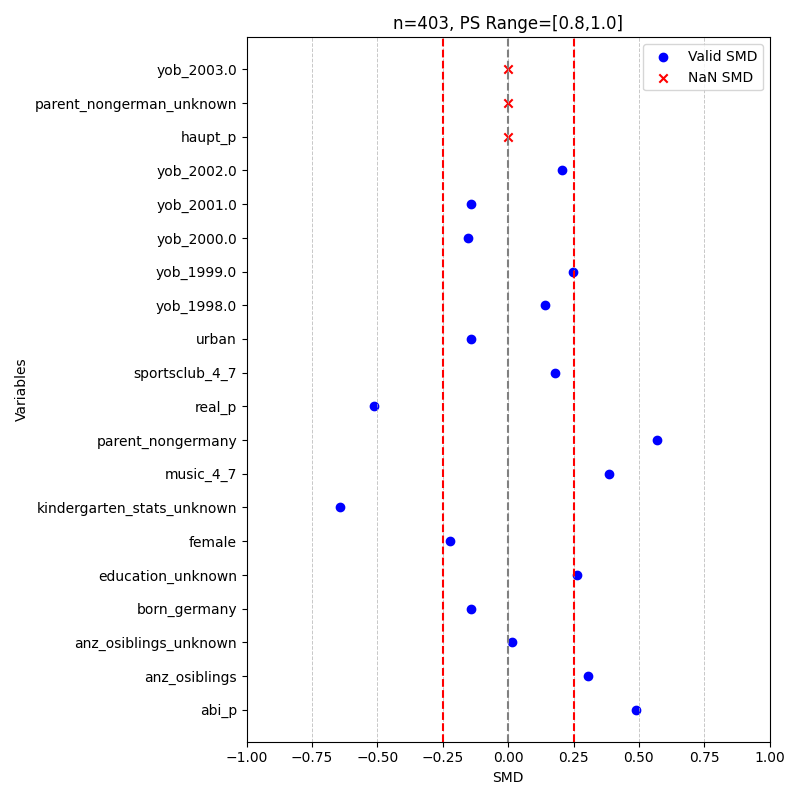 n=403, PS Range=[0.8,1.0]
Valid SMD
NaN SMD
Variables
yob_2003.0
parent_nongerman_unknown
haupt_p
yob_2002.0
yob_2001.0
yob_2000.0
yob_1999.0
yob_1998.0
urban
sportsclub_4_7
real_p
parent_nongermany
music_4_7
kindergarten_stats_unknown
female
education_unknown
born_germany
anz_osiblings_unknown
anz_osiblings
abi_p
−1.00 −0.75 −0.50 −0.25 0.00 0.25 0.50 0.75 1.00
SMD